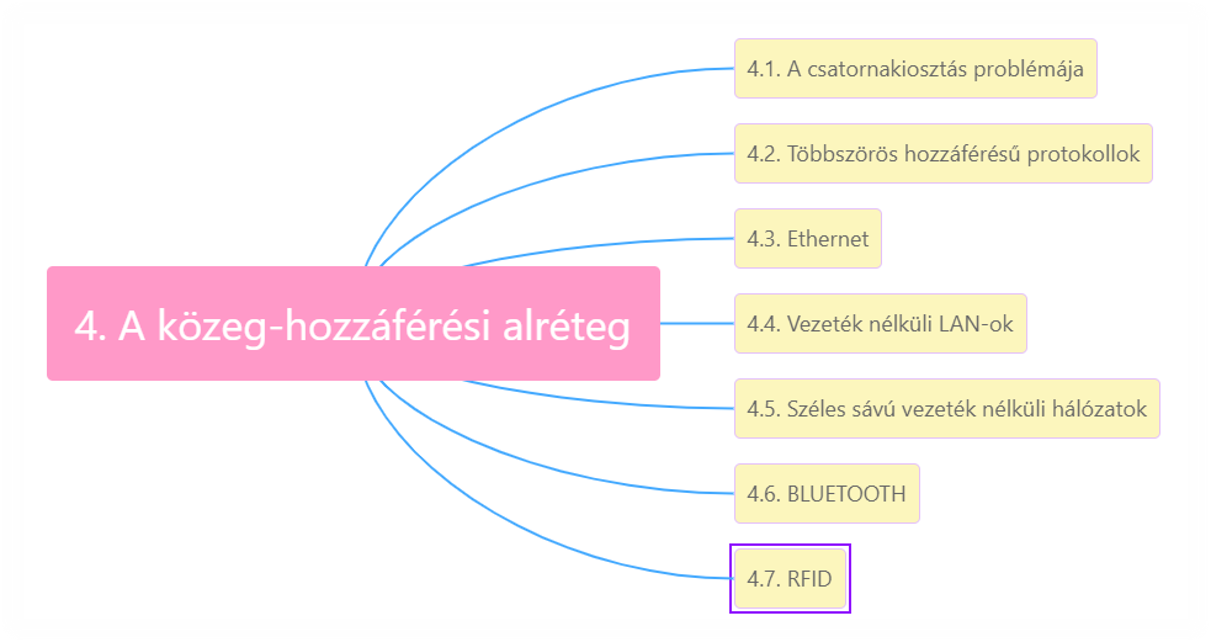 4. A közeg-hozzáférési alréteg
4.1. A csatornakiosztás problémája
4.2. Többszörös hozzáférésű protokollok
4.3. Ethernet
4.4. Vezeték nélküli LAN-ok
4.5. Széles sávú vezeték nélküli hálózatok
4.6. BLUETOOTH
4.7. RFID